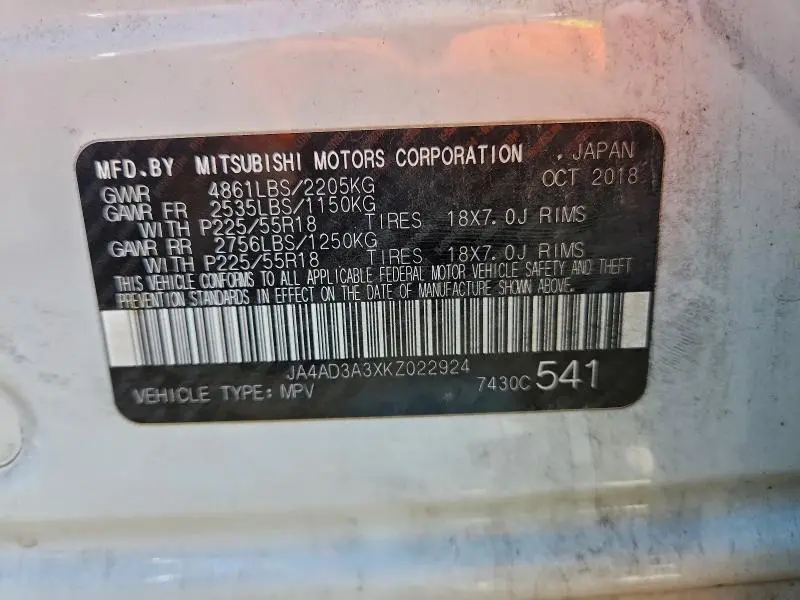 MFD.BY MITSUBISHI MOTORS CORPORATION . JAPAN
GWWR 4861LBS/2205KG OCT 2018
GAWR FR 2535LBS/1150KG
WITH P225/55R18 TIRES 18X7.0J RIMS
GAWR RR 2756LBS/1250KG
WITH P225/55R18 TIRES 18X7.0J RIMS
THIS VEHICLE CONFORMS TO ALL APPLICABLE FEDERAL MOTOR VEHICLE SAFETY AND THEFT
PREVENTION STANDARDS IN EFFECT ON THE DATE OF MANUFACTURE SHOWN ABOVE.
JA4AD3A3XKZ022924
VEHICLE TYPE: MPV 7430C 541